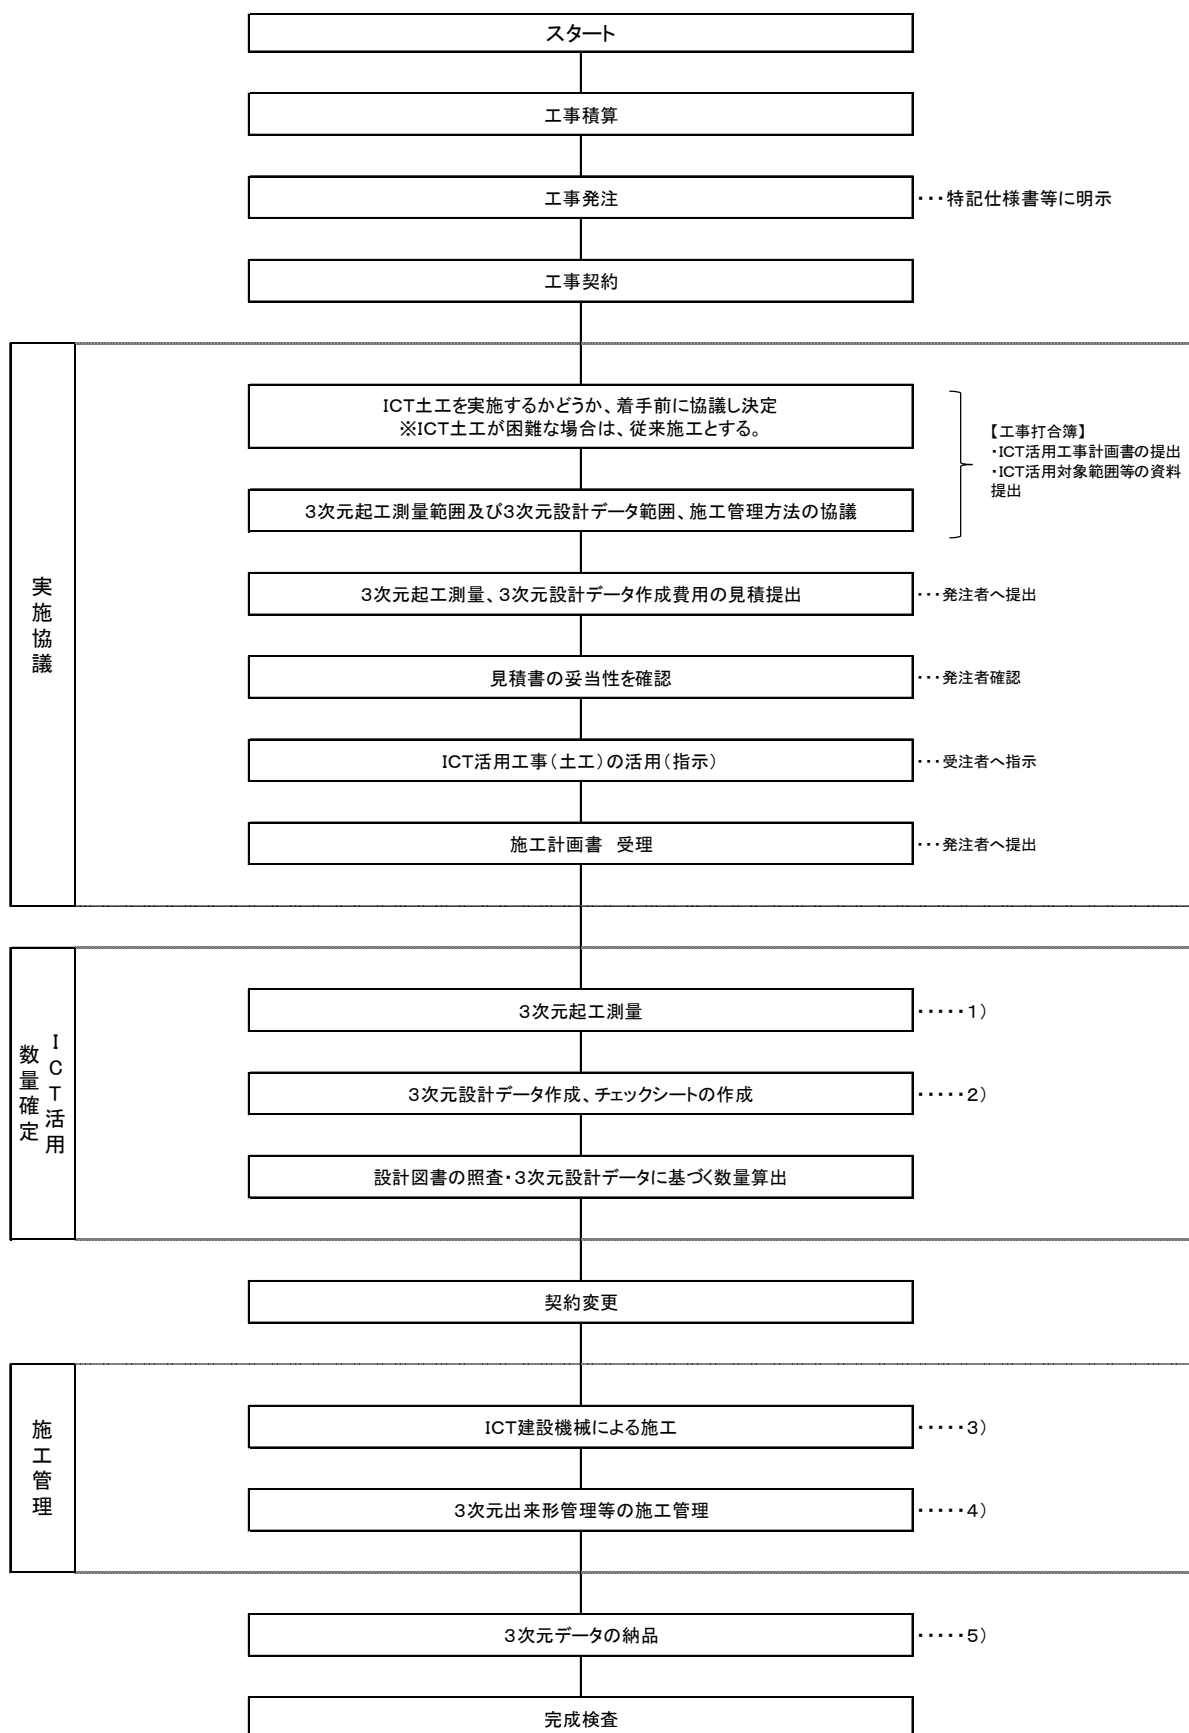 スタート
工事積算
工事発注
・・・特記仕様書等に明示
工事契約
実施協議
ICT土工を実施するかどうか、着手前に協議し決定
※ICT土工が困難な場合は、従来施工とする。
【工事打合簿】
・ICT活用工事計画書の提出
・ICT活用対象範囲等の資料
提出
3次元起工測量範囲及び3次元設計データ範囲、施工管理方法の協議
3次元起工測量、3次元設計データ作成費用の見積提出
・・・発注者へ提出
見積書の妥当性を確認
・・・発注者確認
ICT活用工事（土工）の活用（指示）
・・・受注者へ指示
施工計画書　受理
・・・発注者へ提出
ICT活用
数量確定
3次元起工測量
・・・・・1）
3次元設計データ作成、チェックシートの作成
・・・・・2）
設計図書の照査・3次元設計データに基づく数量算出
契約変更
施工管理
ICT建設機械による施工
・・・・・3）
3次元出来形管理等の施工管理
・・・・・4）
3次元データの納品
・・・・・5）
完成検査